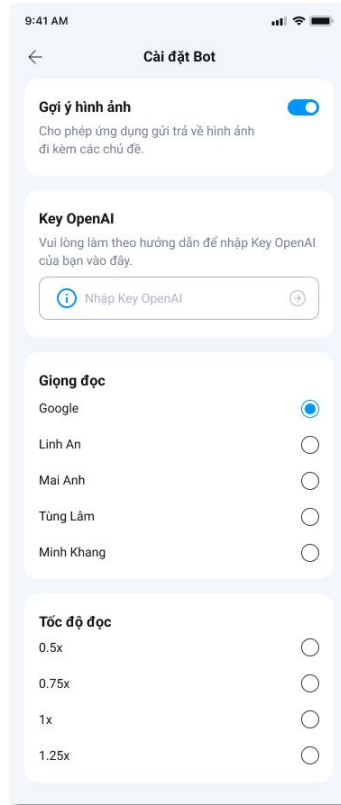 9:41 AM
Cài đặt Bot
Gợi ý hình ảnh
Cho phép ứng dụng gửi trả về hình ảnh
đi kèm các chủ đề.
Key OpenAI
Vui lòng làm theo hướng dẫn để nhập Key OpenAI
của bạn vào đây.
Nhập Key OpenAI
Giọng đọc
Google
Linh An
Mai Anh
Tùng Lâm
Minh Khang
Tốc độ đọc
0.5x
0.75x
1x
1.25x